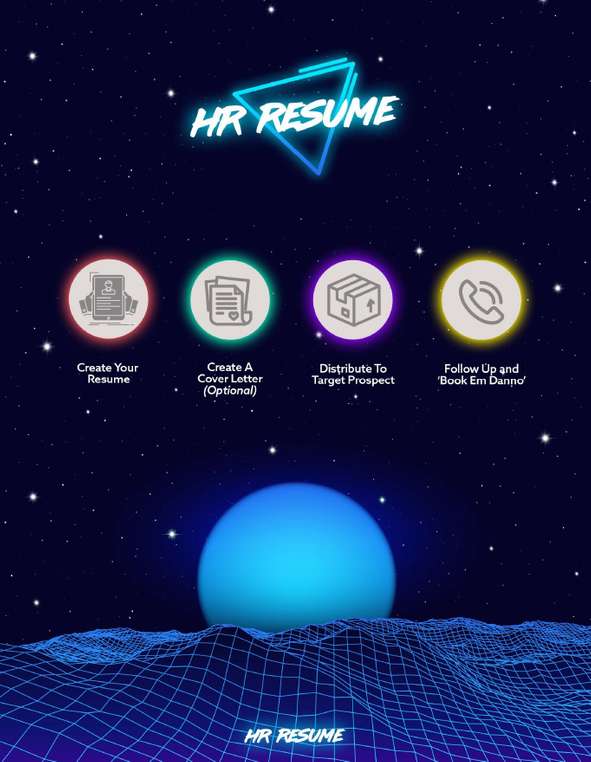 HR RESUME
Create Your
Resume
Create A
Cover Letter
(Optional)
Distribute To
Target Prospect
Follow Up and
'Book Em Danno'
HR RESUME